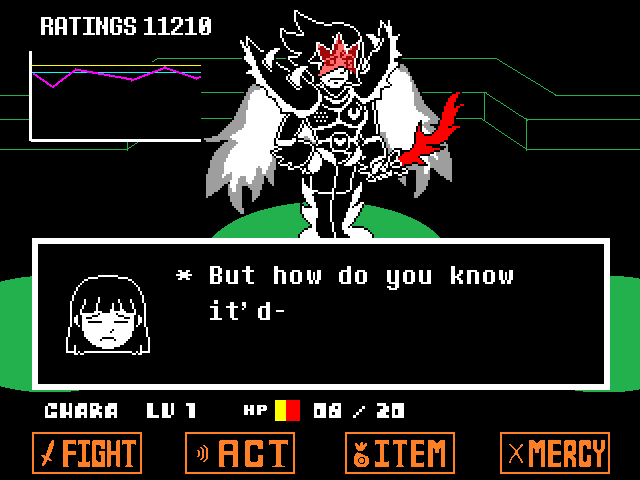 RATINGS 11210
* But how do you know
it'd-
CHARA LV 1 HP 08 / 20
FIGHT ACT ITEM MERCY